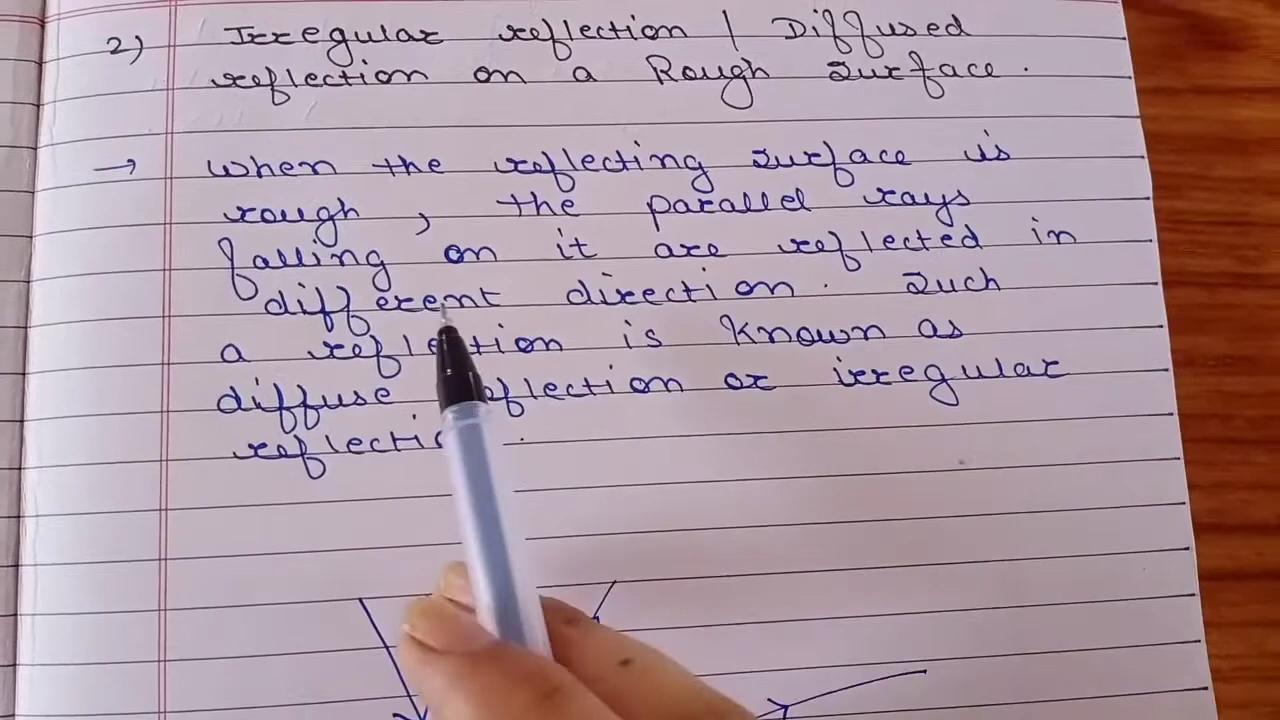 2) Irregular reflection | Diffused
reflection on a Rough surface.
→ When the reflecting surface is
rough, the parallel rays
falling on it are reflected in
different direction. Such
a reflection is known as
diffuse reflection or irregular
reflection.